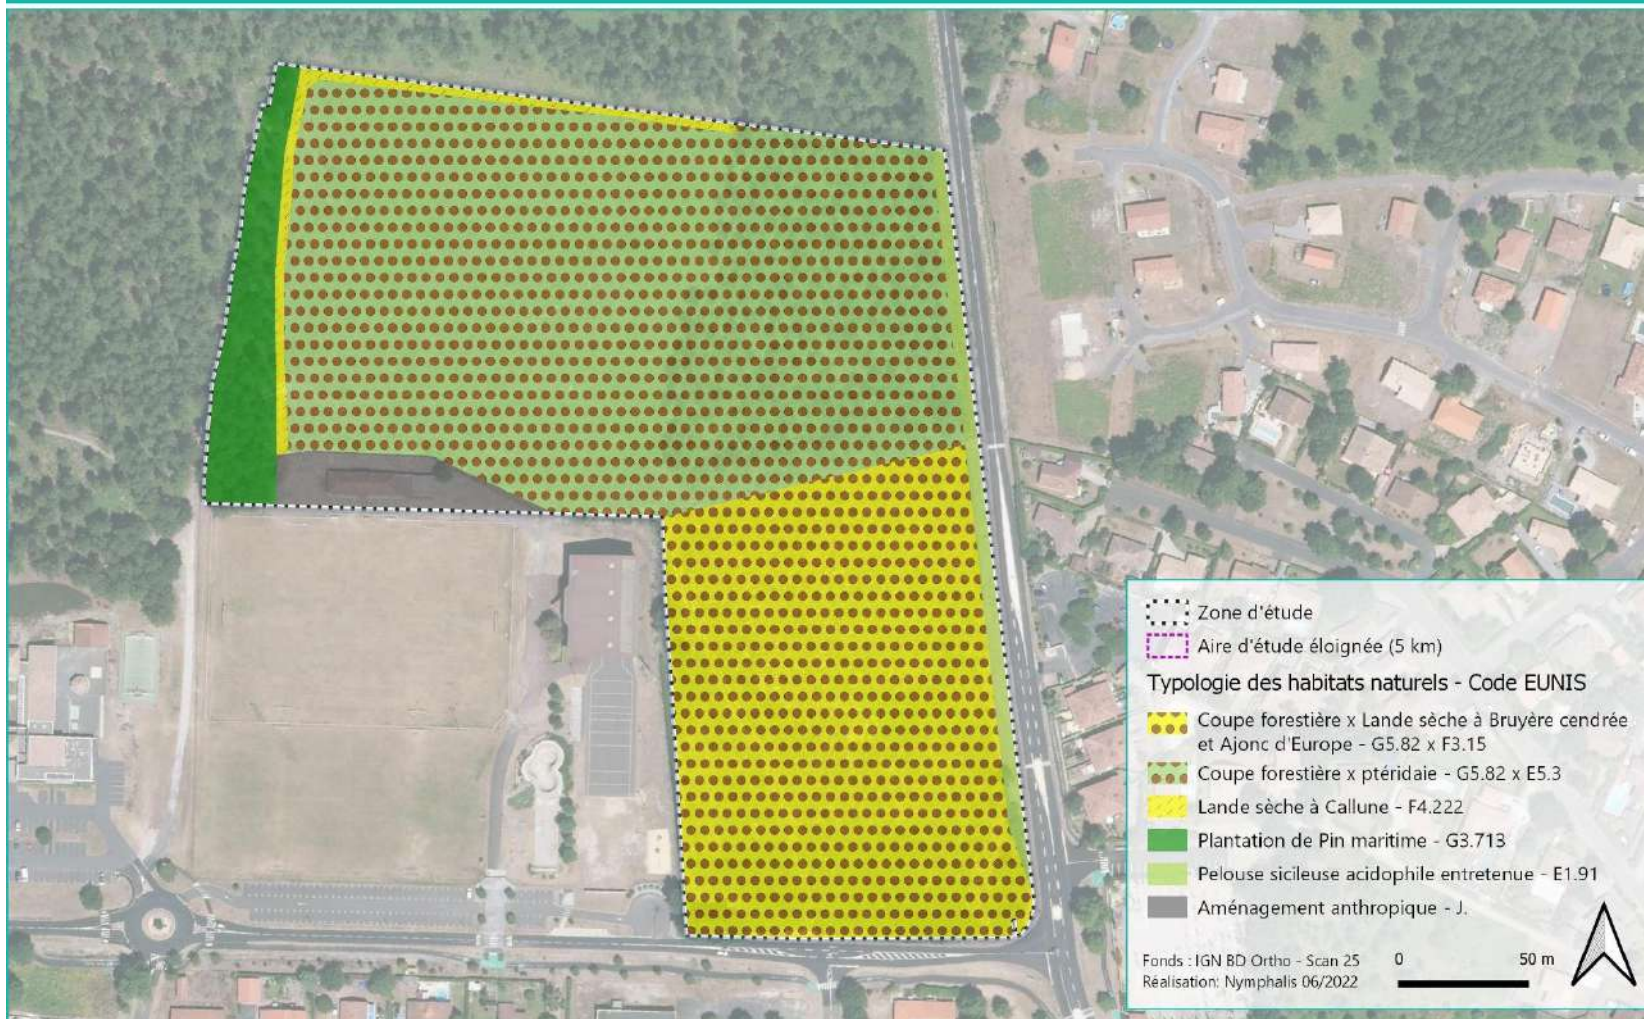 Zone d'étude
Aire d'étude éloignée (5 km)
Typologie des habitats naturels - Code EUNIS
Coupe forestière x Lande sèche à Bruyère cendrée
et Ajonc d'Europe - G5.82 x F3.15
Coupe forestière x ptéridaie - G5.82 x E5.3
Lande sèche à Callune - F4.222
Plantation de Pin maritime - G3.713
Pelouse sicileuse acidophile entretenue - E1.91
Aménagement anthropique - J.
Fonds : IGN BD Ortho - Scan 25
Réalisation: Nymphalis 06/2022
0 50 m